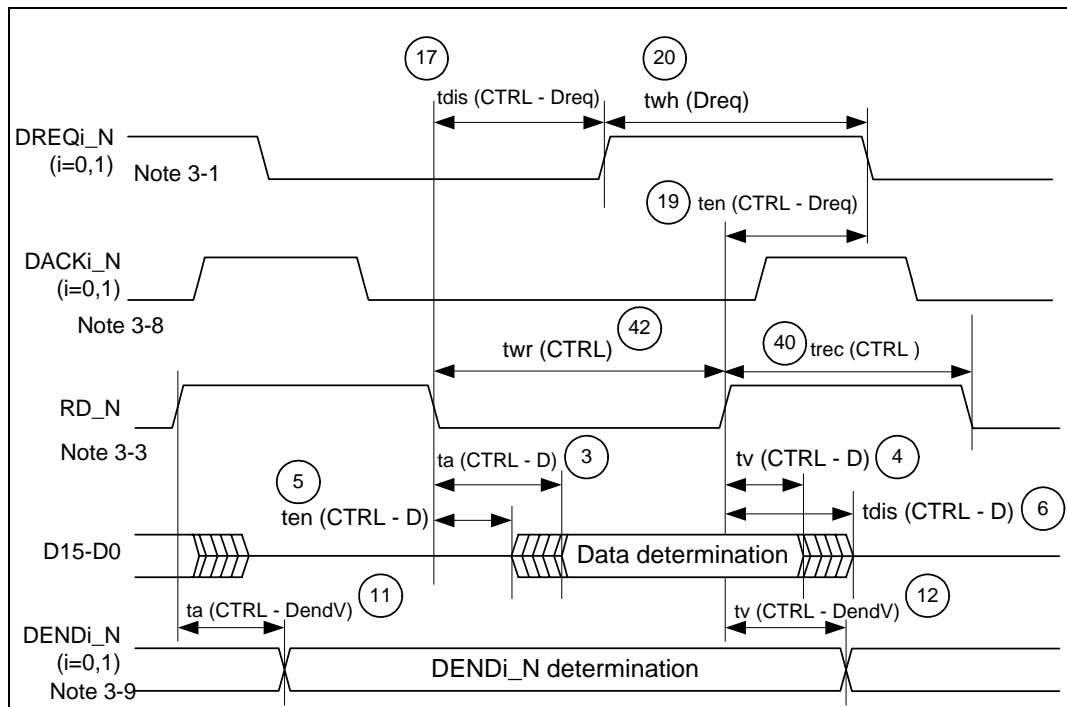 17
20
tdis (CTRL - Dreq)
twh (Dreq)
DREQi_N
(i=0,1)
Note 3-1
19
ten (CTRL - Dreq)
DACKi_N
(i=0,1)
Note 3-8
42
twr (CTRL)
40
trec (CTRL )
RD_N
Note 3-3
ta (CTRL - D)
3
tv (CTRL - D)
4
5
ten (CTRL - D)
tdis (CTRL - D)
6
D15-D0
Data determination
11
ta (CTRL - DendV)
12
tv (CTRL - DendV)
DENDi_N
(i=0,1)
Note 3-9
DENDi_N determination